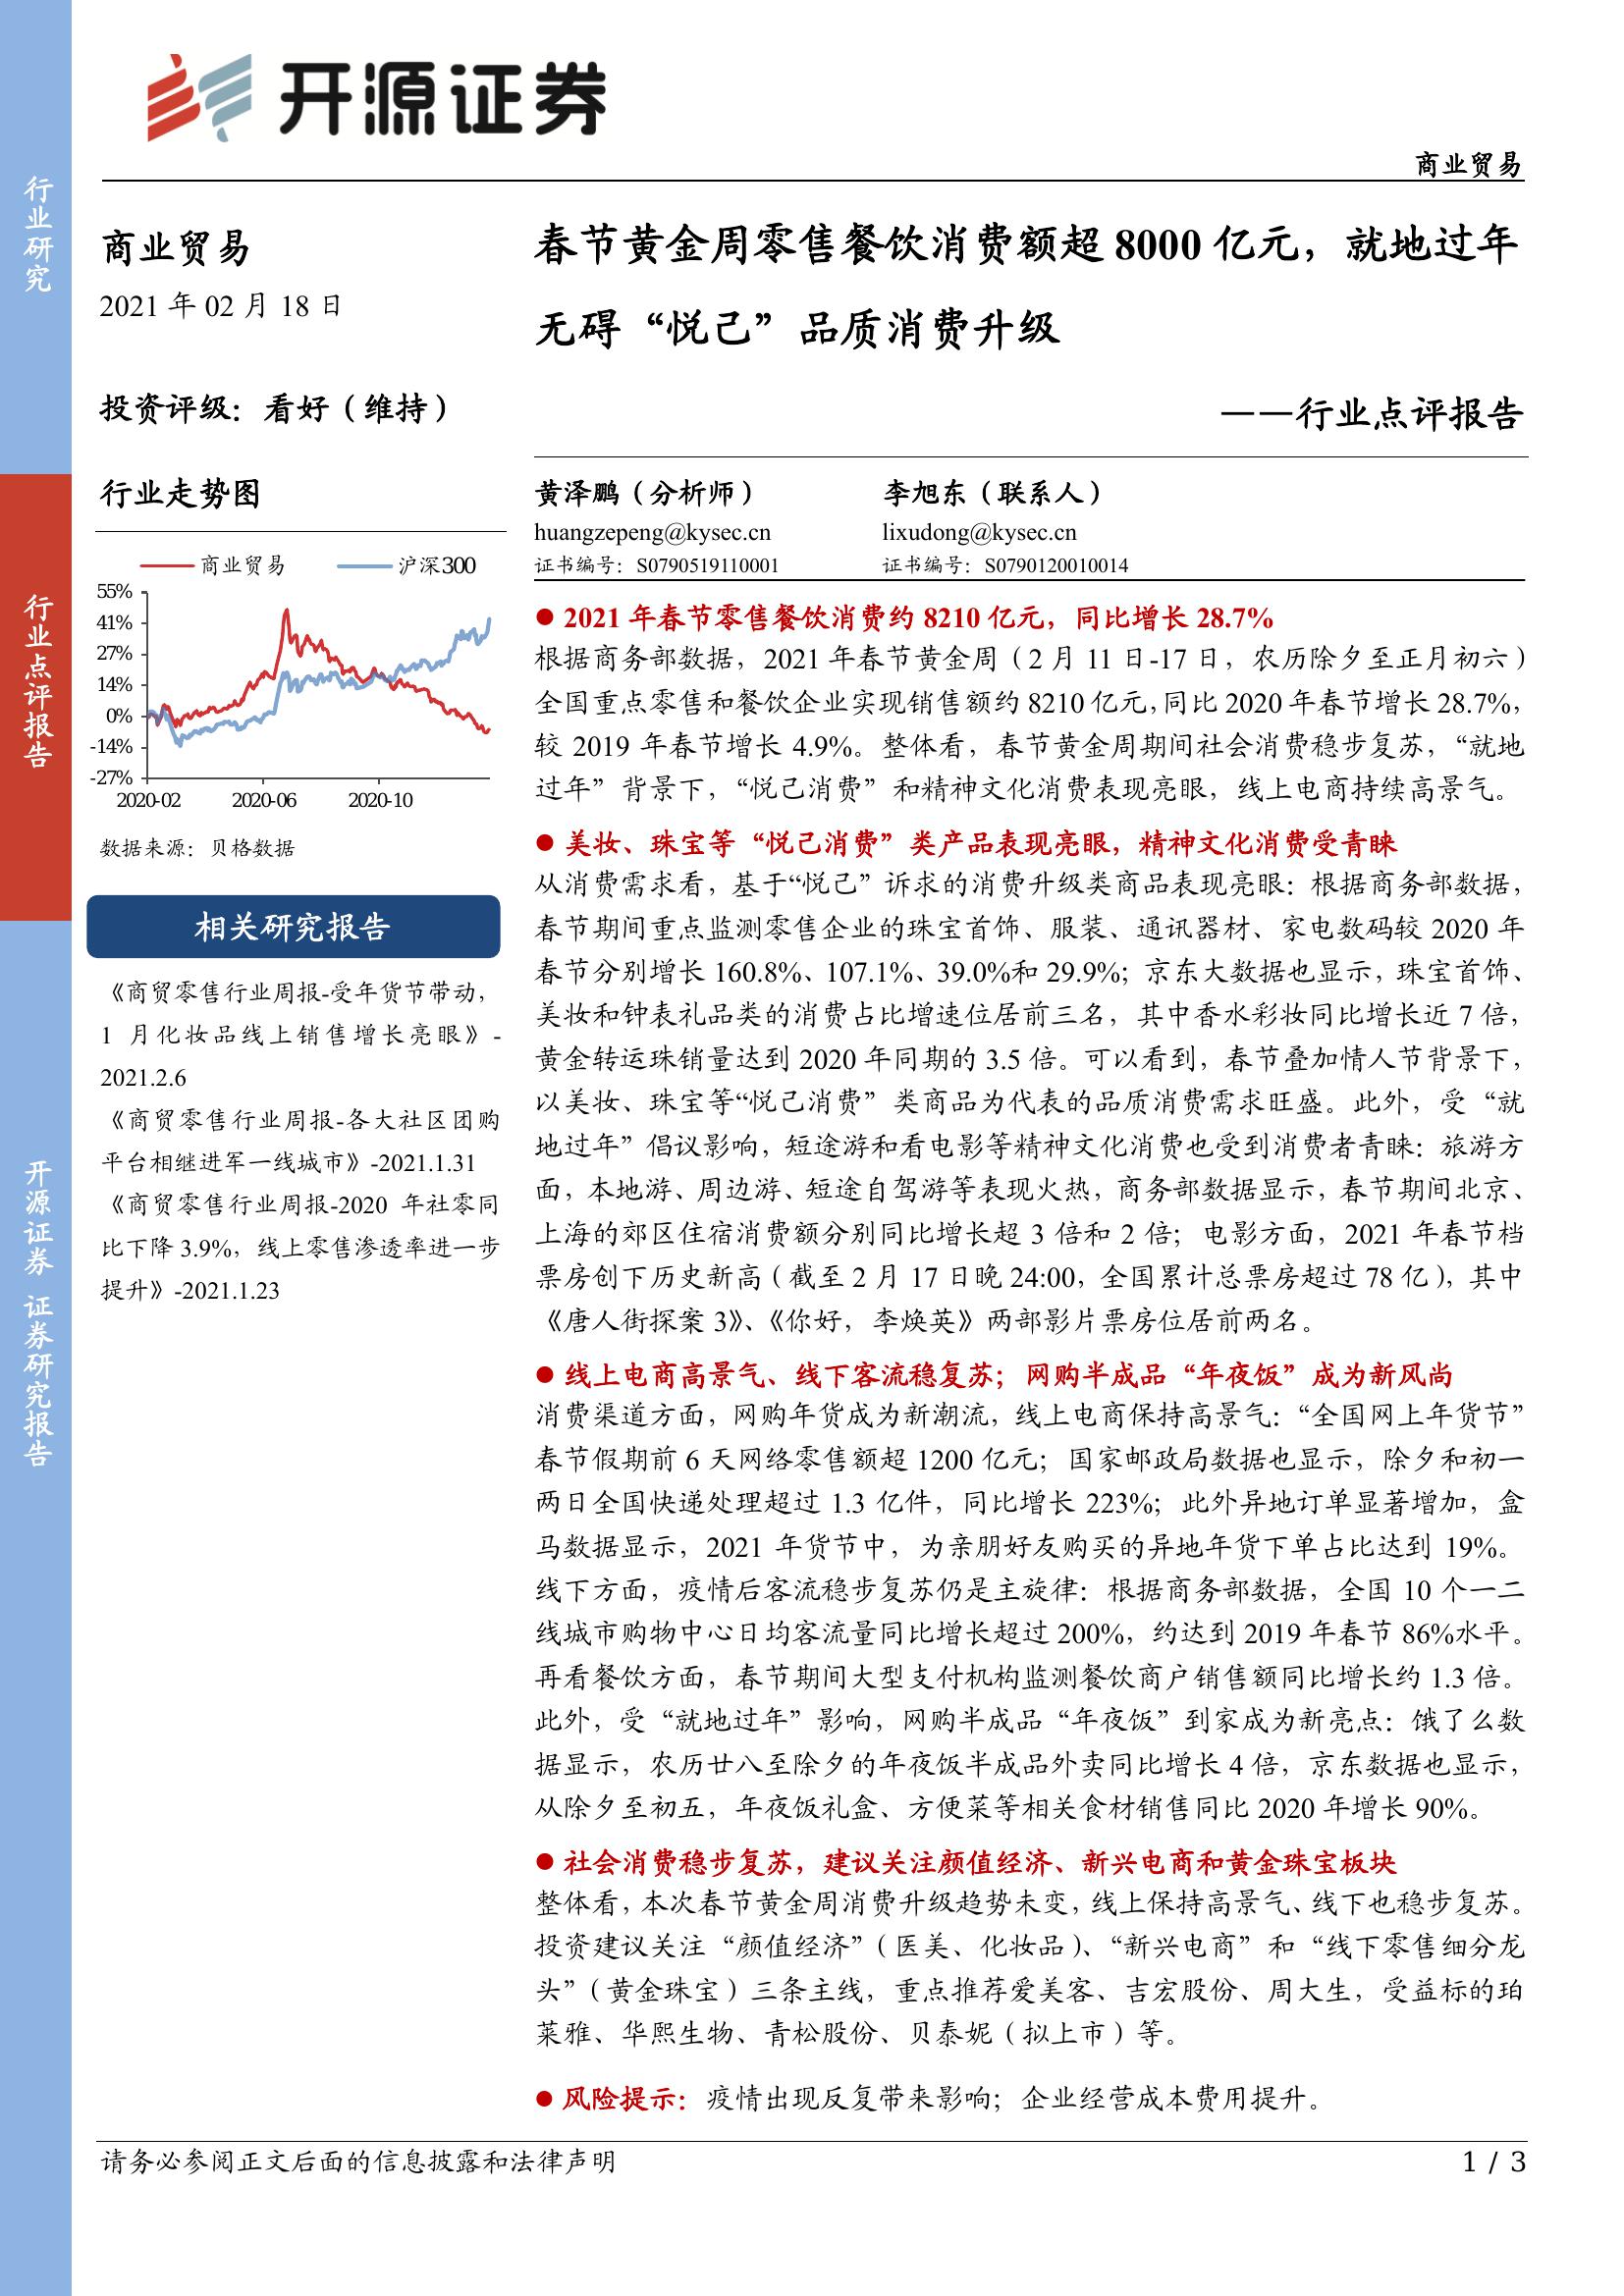 开源证券
商业贸易
行业研究
行业点评报告
开源证券 证券研究报告
商业贸易
2021 年 02 月 18 日
投资评级：看好（维持）
行业走势图
商业贸易 沪深300
55%
41%
27%
14%
0%
-14%
-27%
2020-02 2020-06 2020-10
数据来源：贝格数据
相关研究报告
《商贸零售行业周报-受年货节带动，
1 月化妆品线上销售增长亮眼》-
2021.2.6
《商贸零售行业周报-各大社区团购
平台相继进军一线城市》-2021.1.31
《商贸零售行业周报-2020 年社零同
比下降 3.9%，线上零售渗透率进一步
提升》-2021.1.23
春节黄金周零售餐饮消费额超 8000 亿元，就地过年
无碍“悦己”品质消费升级
——行业点评报告
黄泽鹏（分析师） 李旭东（联系人）
huangzepeng@kysec.cn lixudong@kysec.cn
证书编号：S0790519110001 证书编号：S0790120010014
● 2021 年春节零售餐饮消费约 8210 亿元，同比增长 28.7%
根据商务部数据，2021 年春节黄金周（2 月 11 日-17 日，农历除夕至正月初六）
全国重点零售和餐饮企业实现销售额约 8210 亿元，同比 2020 年春节增长 28.7%，
较 2019 年春节增长 4.9%。整体看，春节黄金周期间社会消费稳步复苏，“就地
过年”背景下，“悦己消费”和精神文化消费表现亮眼，线上电商持续高景气。
● 美妆、珠宝等“悦己消费”类产品表现亮眼，精神文化消费受青睐
从消费需求看，基于“悦己”诉求的消费升级类商品表现亮眼：根据商务部数据，
春节期间重点监测零售企业的珠宝首饰、服装、通讯器材、家电数码较 2020 年
春节分别增长 160.8%、107.1%、39.0%和 29.9%；京东大数据也显示，珠宝首饰、
美妆和钟表礼品类的消费占比增速位居前三名，其中香水彩妆同比增长近 7 倍，
黄金转运珠销量达到 2020 年同期的 3.5 倍。可以看到，春节叠加情人节背景下，
以美妆、珠宝等“悦己消费”类商品为代表的品质消费需求旺盛。此外，受“就
地过年”倡议影响，短途游和看电影等精神文化消费也受到消费者青睐：旅游方
面，本地游、周边游、短途自驾游等表现火热，商务部数据显示，春节期间北京、
上海的郊区住宿消费额分别同比增长超 3 倍和 2 倍；电影方面，2021 年春节档
票房创下历史新高（截至 2 月 17 日晚 24:00，全国累计总票房超过 78 亿），其中
《唐人街探案 3》、《你好，李焕英》两部影片票房位居前两名。
● 线上电商高景气、线下客流稳复苏；网购半成品“年夜饭”成为新风尚
消费渠道方面，网购年货成为新潮流，线上电商保持高景气：“全国网上年货节”
春节假期前 6 天网络零售额超 1200 亿元；国家邮政局数据也显示，除夕和初一
两日全国快递处理超过 1.3 亿件，同比增长 223%；此外异地订单显著增加，盒
马数据显示，2021 年货节中，为亲朋好友购买的异地年货下单占比达到 19%。
线下方面，疫情后客流稳步复苏仍是主旋律：根据商务部数据，全国 10 个一二
线城市购物中心日均客流量同比增长超过 200%，约达到 2019 年春节 86%水平。
再看餐饮方面，春节期间大型支付机构监测餐饮商户销售额同比增长约 1.3 倍。
此外，受“就地过年”影响，网购半成品“年夜饭”到家成为新亮点：饿了么数
据显示，农历廿八至除夕的年夜饭半成品外卖同比增长 4 倍，京东数据也显示，
从除夕至初五，年夜饭礼盒、方便菜等相关食材销售同比 2020 年增长 90%。
● 社会消费稳步复苏，建议关注颜值经济、新兴电商和黄金珠宝板块
整体看，本次春节黄金周消费升级趋势未变，线上保持高景气、线下也稳步复苏。
投资建议关注“颜值经济”（医美、化妆品）、“新兴电商”和“线下零售细分龙
头”（黄金珠宝）三条主线，重点推荐爱美客、吉宏股份、周大生，受益标的珀
莱雅、华熙生物、青松股份、贝泰妮（拟上市）等。
● 风险提示：疫情出现反复带来影响；企业经营成本费用提升。
请务必参阅正文后面的信息披露和法律声明
1 / 3